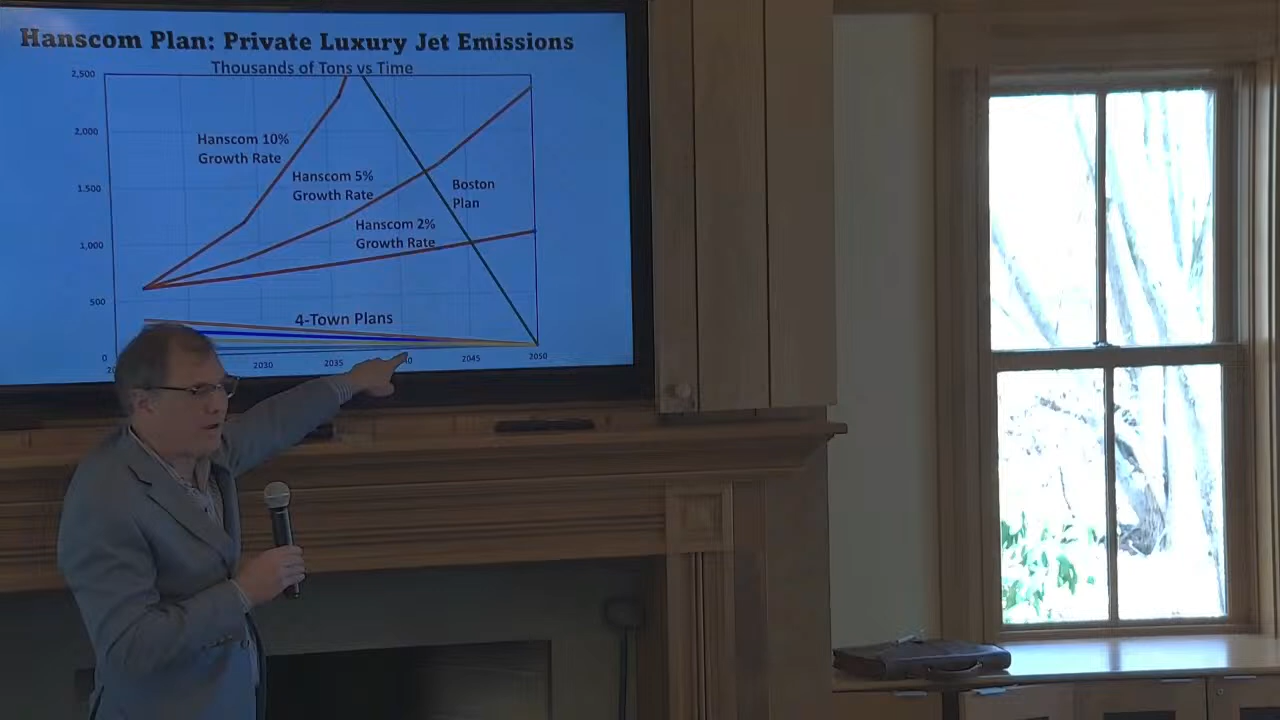 Hanscom Plan: Private Luxury Jet Emissions
Thousands of Tons vs Time
2,500
2,000
1.500
1,000
500
0
Hanscom 10%
Growth Rate
Hanscom 5%
Growth Rate
Boston
Plan
Hanscom 2%
Growth Rate
4-Town Plans
2030
2035
2045
2050